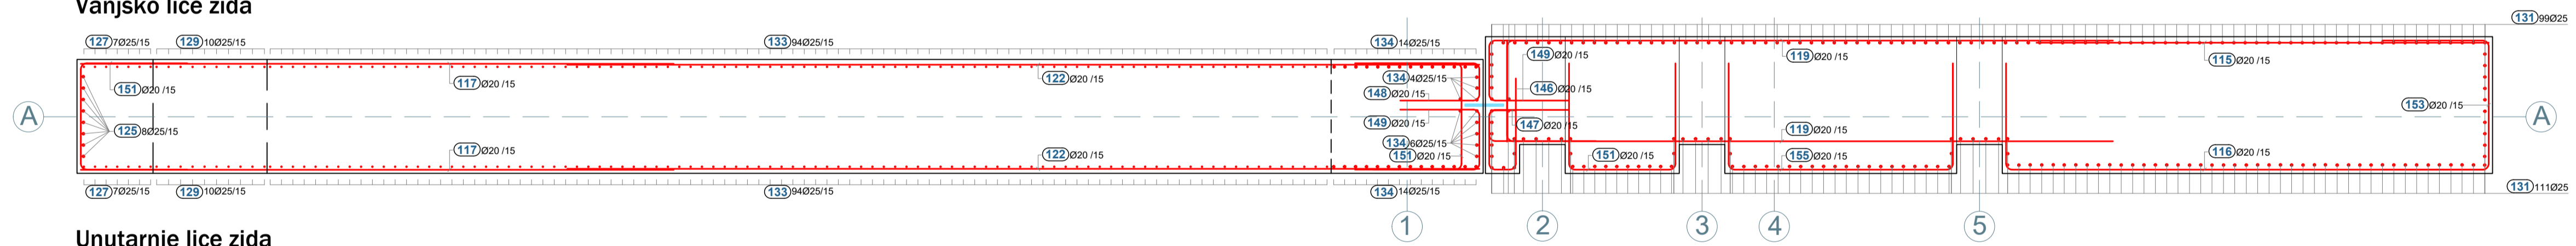 Vanjsko lice zida
131 99Ø25
127 7Ø25/15 129 10Ø25/15 133 94Ø25/15 134 14Ø25/15
149 Ø20 /15 119 Ø20 /15 115 Ø20 /15
151 Ø20 /15 117 Ø20 /15 122 Ø20 /15 134 4Ø25/15 146 Ø20 /15
148 Ø20 /15 153 Ø20 /15
A A
125 8Ø25/15 149 Ø20 /15 147 Ø20 /15 119 Ø20 /15
134 6Ø25/15
117 Ø20 /15 122 Ø20 /15 151 Ø20 /15 151 Ø20 /15 155 Ø20 /15 116 Ø20 /15
127 7Ø25/15 129 10Ø25/15 133 94Ø25/15 134 14Ø25/15 131 111Ø25
1 2 3 4 5
Unutarnje lice zida